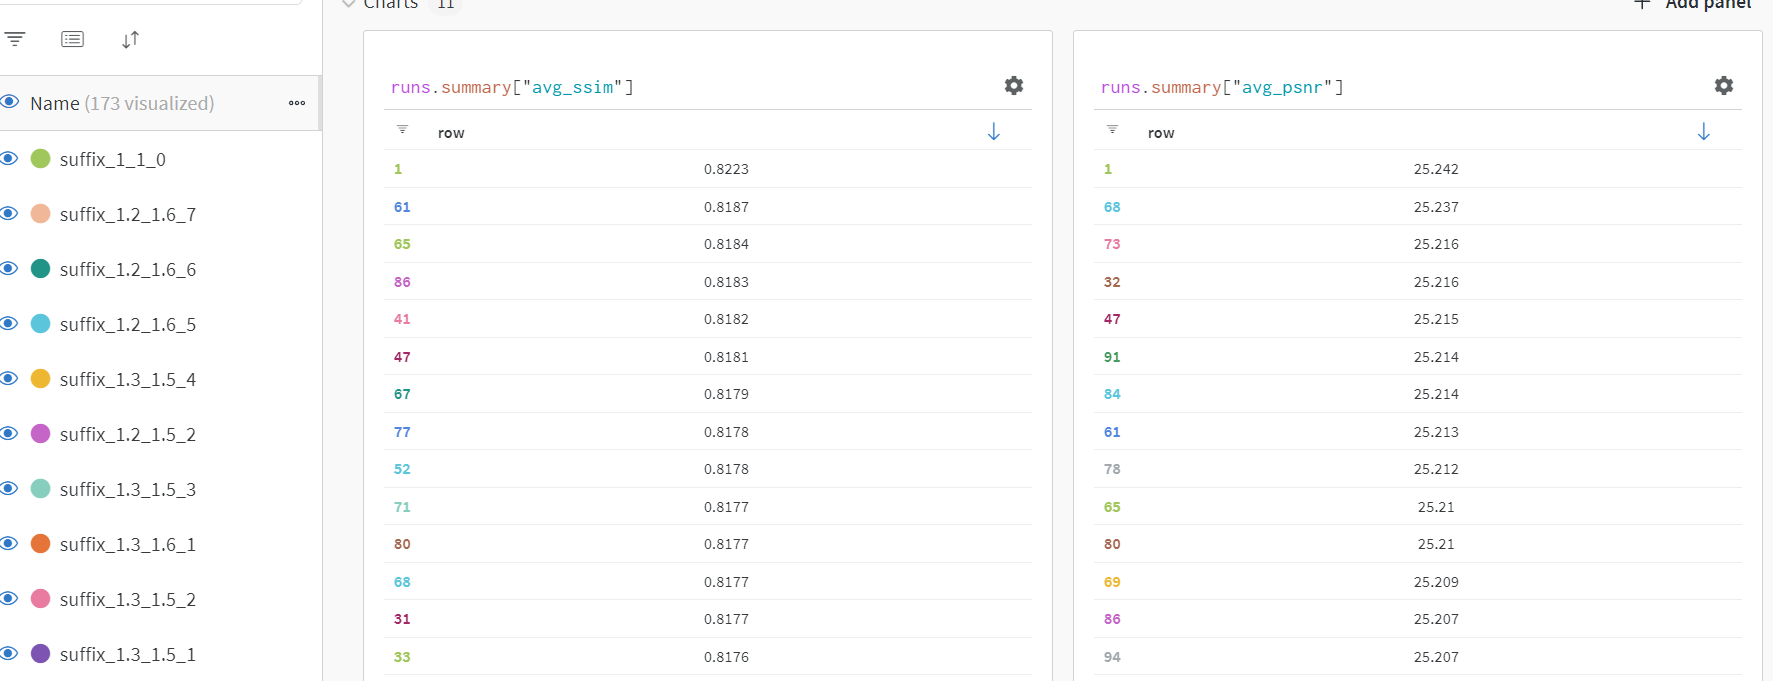 Charts 11
Add panel
Name (173 visualized)
suffix_1_1_0
suffix_1.2_1.6_7
suffix_1.2_1.6_6
suffix_1.2_1.6_5
suffix_1.3_1.5_4
suffix_1.2_1.5_2
suffix_1.3_1.5_3
suffix_1.3_1.6_1
suffix_1.3_1.5_2
suffix_1.3_1.5_1
runs.summary["avg_ssim"]
row
1 0.8223
61 0.8187
65 0.8184
86 0.8183
41 0.8182
47 0.8181
67 0.8179
77 0.8178
52 0.8178
71 0.8177
80 0.8177
68 0.8177
31 0.8177
33 0.8176
runs.summary["avg_psnr"]
row
1 25.242
68 25.237
73 25.216
32 25.216
47 25.215
91 25.214
84 25.214
61 25.213
78 25.212
65 25.21
80 25.21
69 25.209
86 25.207
94 25.207